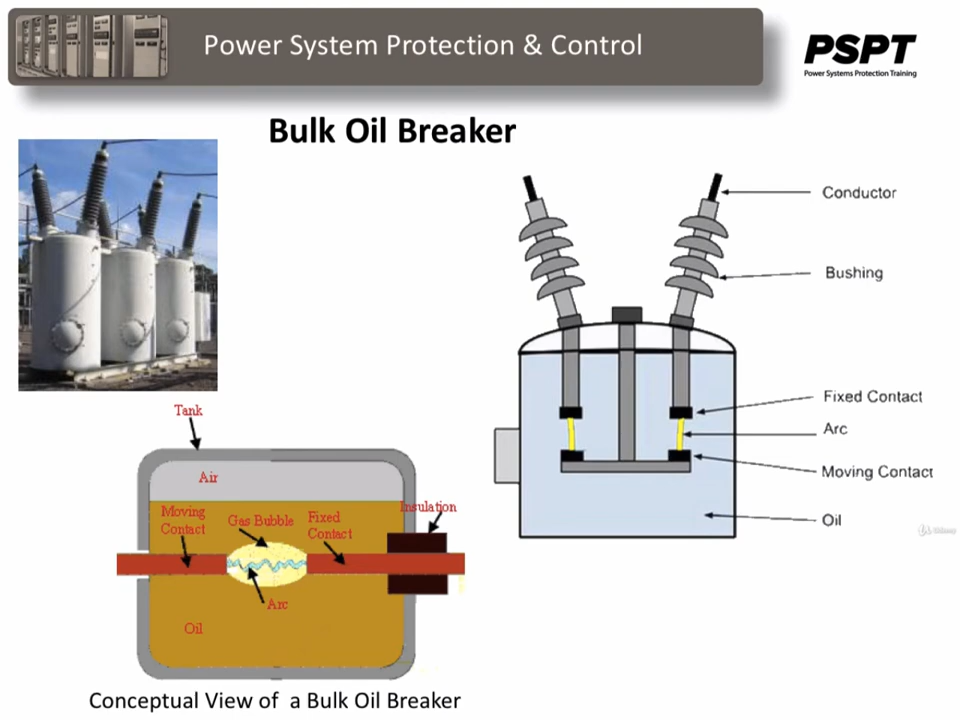 Power System Protection & Control
PSPT
Power Systems Protection Training
Bulk Oil Breaker
Conductor
Bushing
Fixed Contact
Arc
Moving Contact
Oil
Tank
Air
Moving
Contact
Gas Bubble
Fixed
Contact
Insulation
Arc
Oil
Conceptual View of a Bulk Oil Breaker